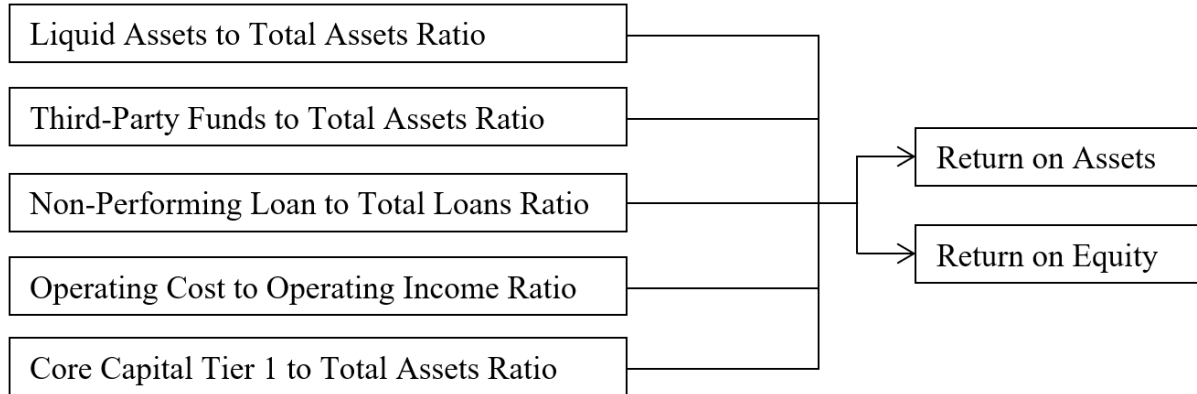 Liquid Assets to Total Assets Ratio
Third-Party Funds to Total Assets Ratio
Non-Performing Loan to Total Loans Ratio
Operating Cost to Operating Income Ratio
Core Capital Tier 1 to Total Assets Ratio
Return on Assets
Return on Equity